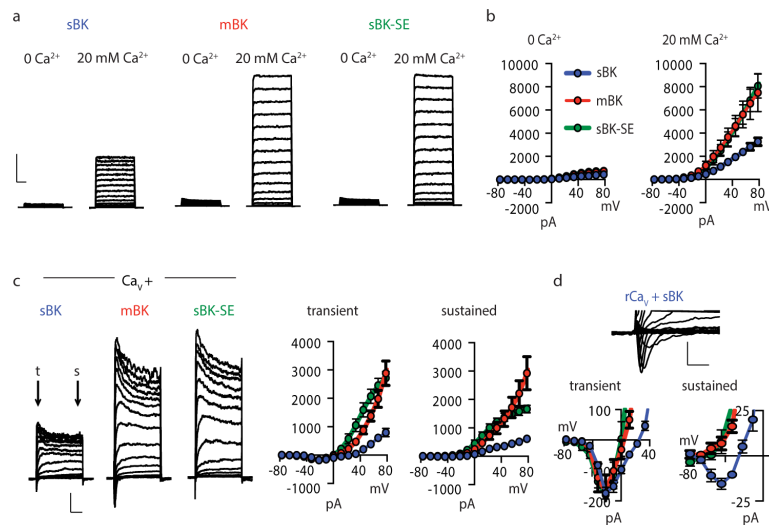 a
sBK
mBK
sBK-SE
0 Ca²⁺ 20 mM Ca²⁺ 0 Ca²⁺ 20 mM Ca²⁺ 0 Ca²⁺ 20 mM Ca²⁺
b
0 Ca²⁺
20 mM Ca²⁺
10000
8000
6000
4000
2000
-2000
-80 -40 0 40 80
mV
pA
sBK
mBK
sBK-SE
10000
8000
6000
4000
2000
-2000
-80 -40 0 40 80
mV
pA
c
Caᵥ +
sBK mBK sBK-SE
t s
transient
4000
3000
2000
1000
-1000
-80 -40 0 40 80
mV
pA
sustained
4000
3000
2000
1000
-1000
-80 -40 0 40 80
mV
pA
d
rCaᵥ + sBK
transient
100
mV
-80
40
-200
pA
sustained
25
mV
-80
-25
pA